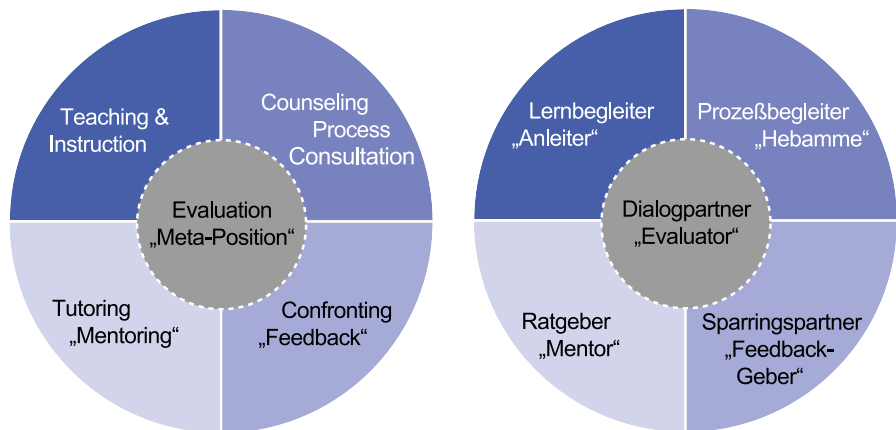 Teaching &
Instruction
Counseling
Process
Consultation
Evaluation
„Meta-Position“
Tutoring
„Mentoring“
Confronting
„Feedback“
Lernbegleiter
„Anleiter“
Prozeßbegleiter
„Hebamme“
Dialogpartner
„Evaluator“
Ratgeber
„Mentor“
Sparringspartner
„Feedback-
Geber“